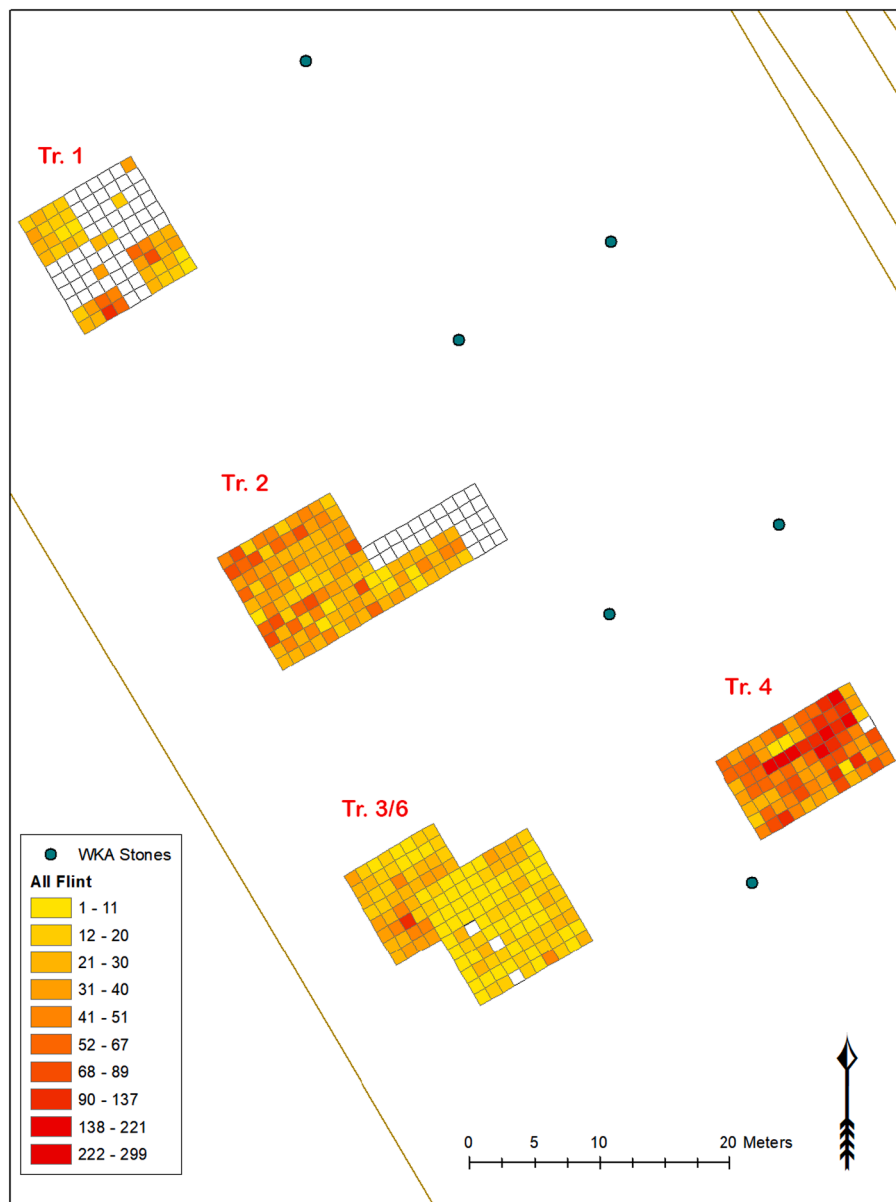 Tr. 1
Tr. 2
Tr. 4
Tr. 3/6
WKA Stones
All Flint
1 - 11
12 - 20
21 - 30
31 - 40
41 - 51
52 - 67
68 - 89
90 - 137
138 - 221
222 - 299
0 5 10 20 Meters